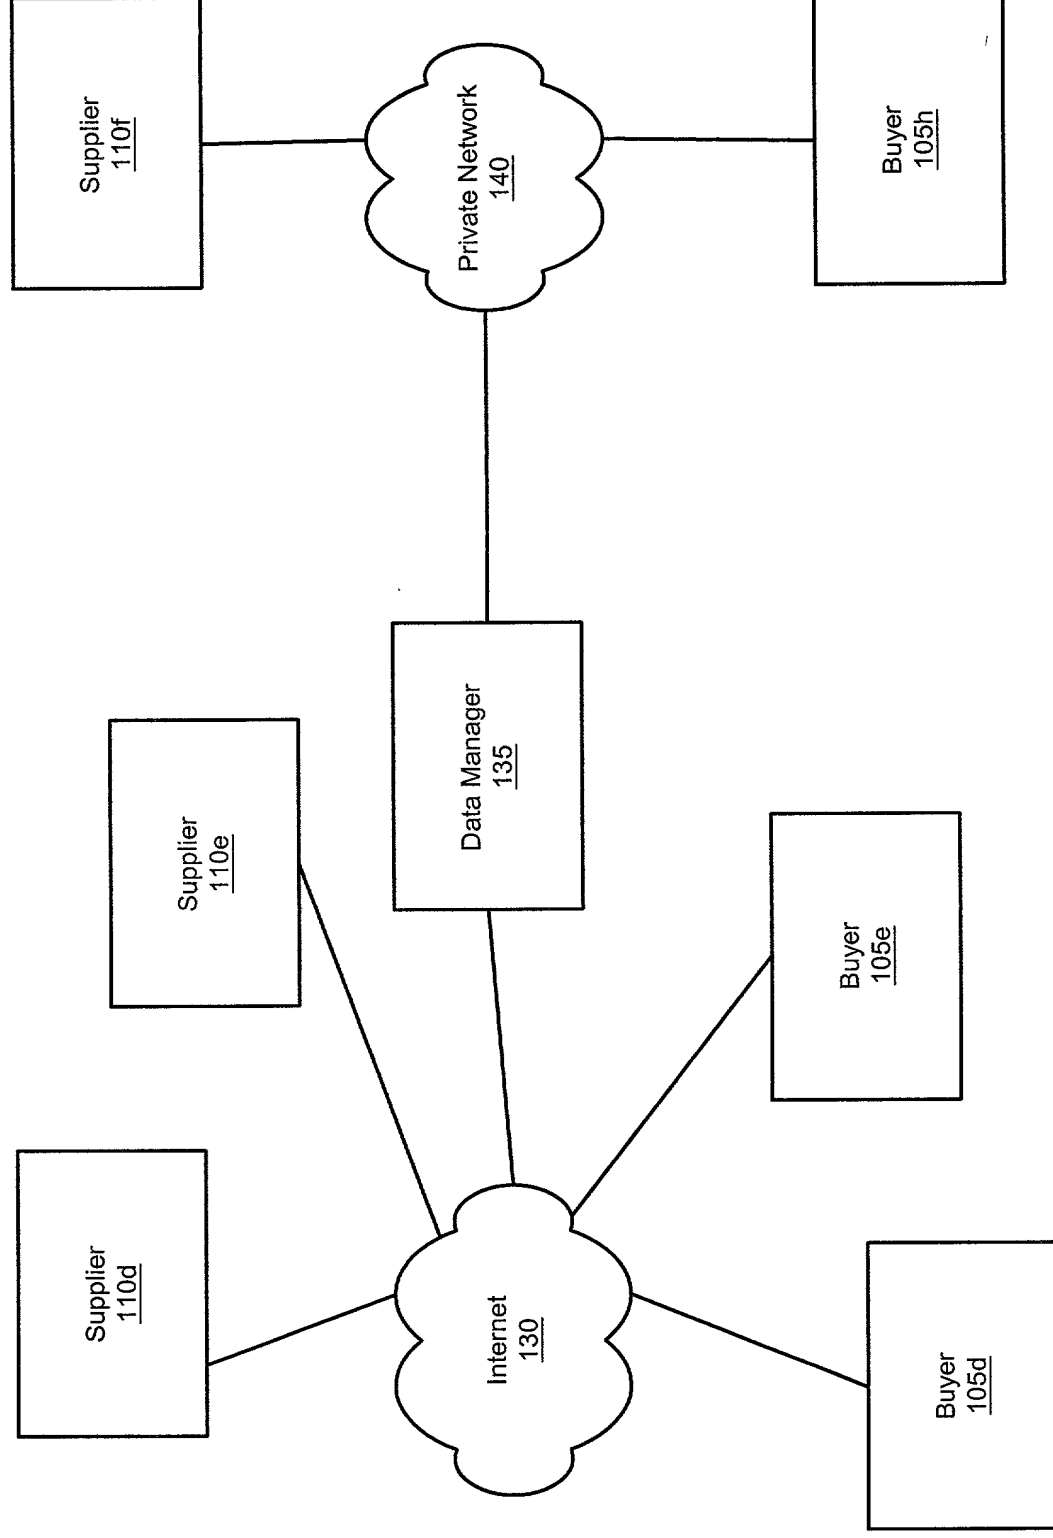 Supplier
110d
Supplier
110e
Supplier
110f
Internet
130
Data Manager
135
Private Network
140
Buyer
105d
Buyer
105e
Buyer
105h